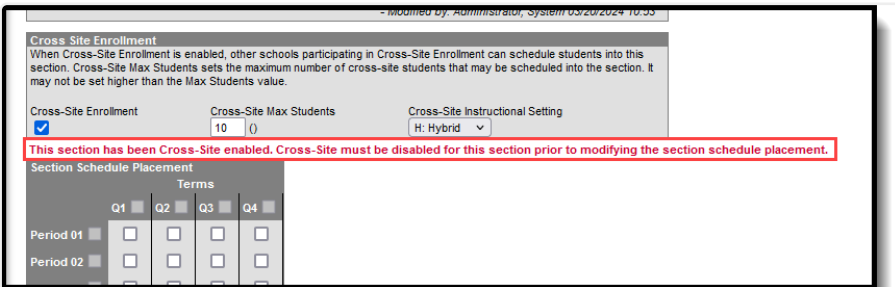 - Modified by: Administrator, System 03/20/2024 10:53
Cross Site Enrollment
When Cross-Site Enrollment is enabled, other schools participating in Cross-Site Enrollment can schedule students into this
section. Cross-Site Max Students sets the maximum number of cross-site students that may be scheduled into the section. It
may not be set higher than the Max Students value.
Cross-Site Enrollment Cross-Site Max Students Cross-Site Instructional Setting
10 () H: Hybrid
This section has been Cross-Site enabled. Cross-Site must be disabled for this section prior to modifying the section schedule placement.
Section Schedule Placement
Terms
Q1 Q2 Q3 Q4
Period 01
Period 02